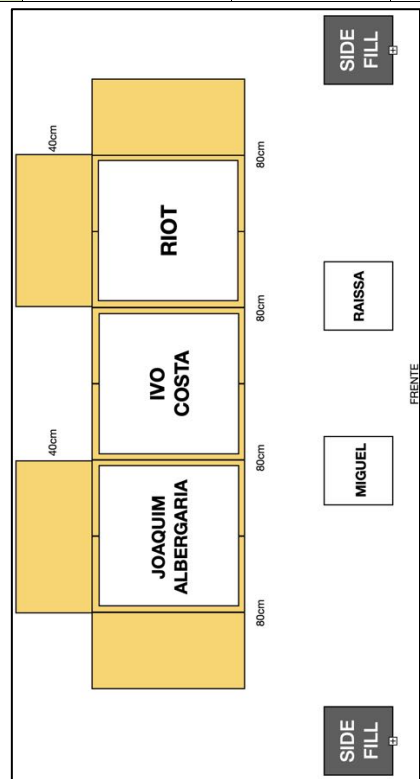 40cm
40cm
JOAQUIM
ALBERGARIA
IVO
COSTA
RIOT
80cm
80cm
80cm
80cm
SIDE
FILL
MIGUEL
RAISSA
SIDE
FILL
FRENTE